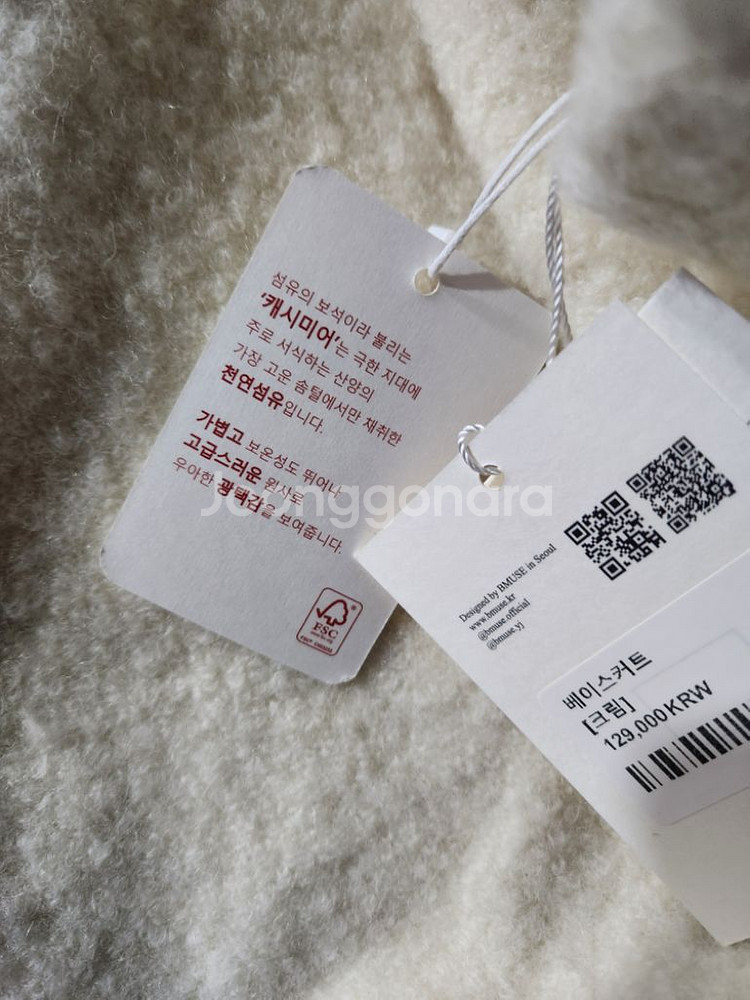 섬유의 보석이라 불리는
'캐시미어'는 극한 지대에
주로 서식하는 산양의
가장 고운 솜털에서만 채취한
천연섬유입니다.
가볍고 보온성도 뛰어나
고급스러운 원사로
우아한 광택감을 보여줍니다.
FSC
Joonggonara
Designed by BMUSE in Seoul
www.bmuse.kr
@bmuse.official
@bmuse.yj
베이스커트
[크림]
129,000KRW